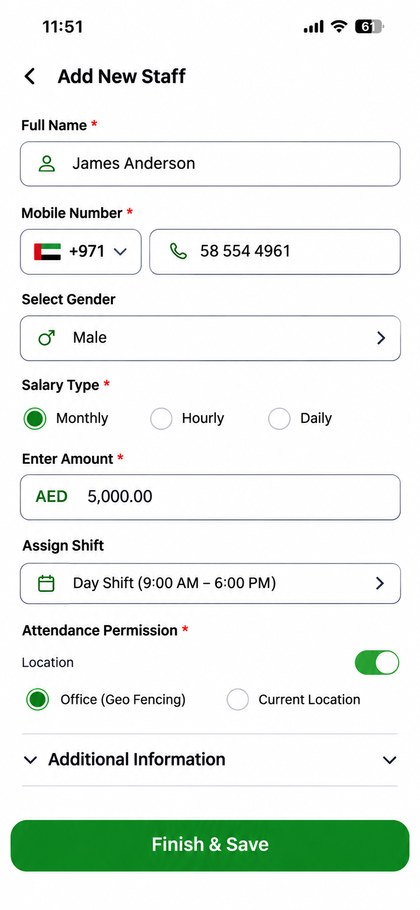 11:51
61
Add New Staff
Full Name *
James Anderson
Mobile Number *
+971 58 554 4961
Select Gender
Male
Salary Type *
Monthly Hourly Daily
Enter Amount *
AED 5,000.00
Assign Shift
Day Shift (9:00 AM – 6:00 PM)
Attendance Permission *
Location
Office (Geo Fencing) Current Location
Additional Information
Finish & Save